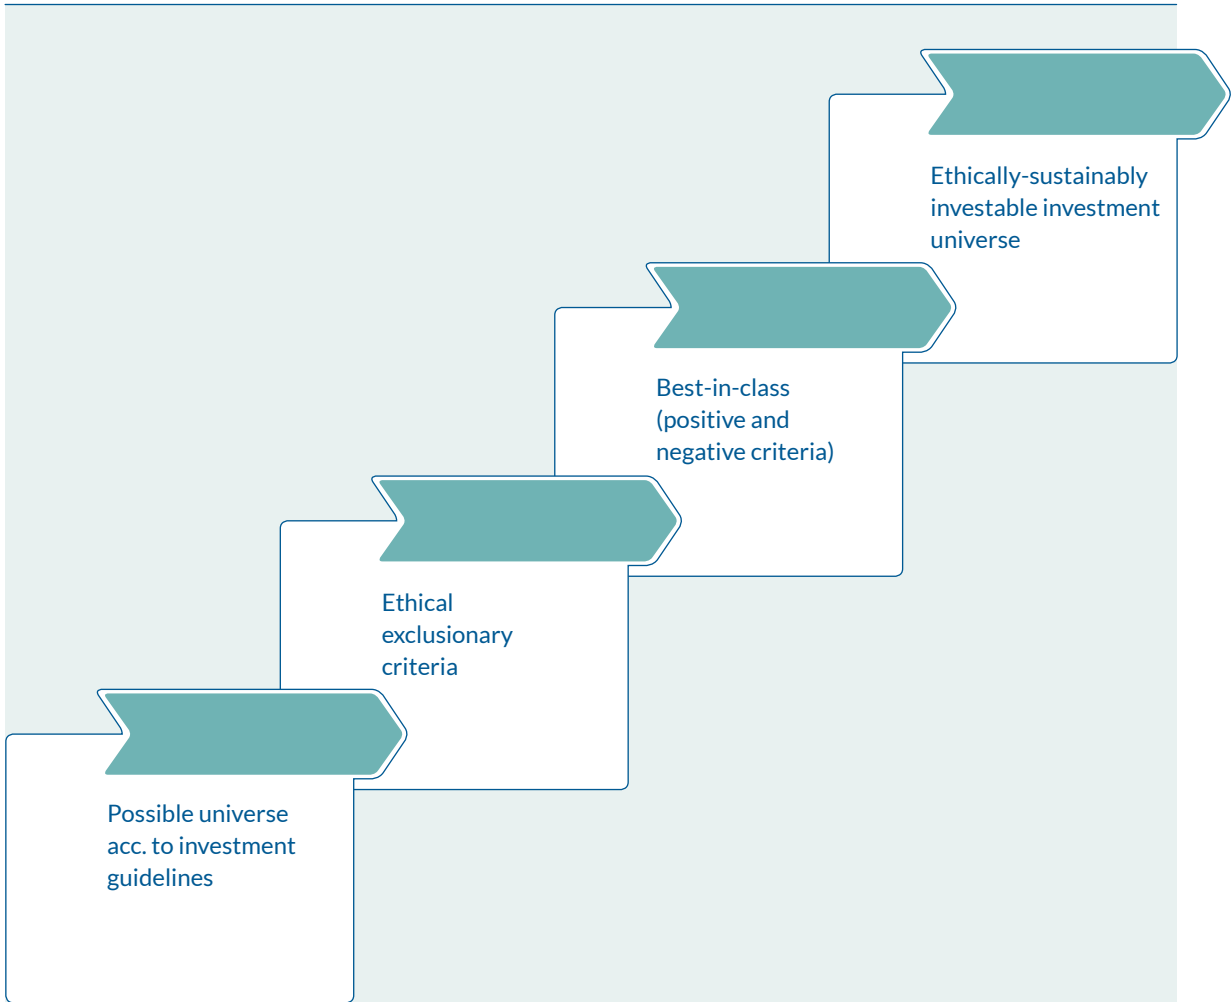 Ethically-sustainably
investable investment
universe
Best-in-class
(positive and
negative criteria)
Ethical
exclusionary
criteria
Possible universe
acc. to investment
guidelines